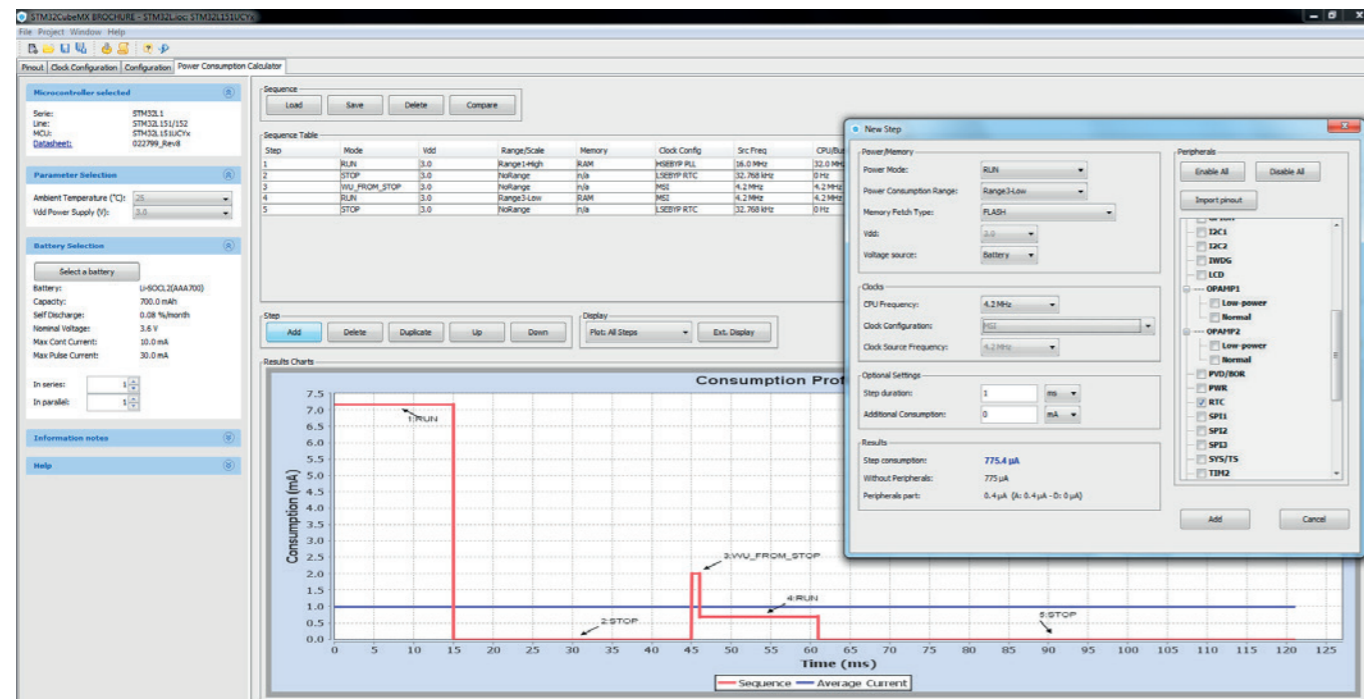 STM32CubeMX BROCHURE - STM32L.ioc: STM32L151UCYx
File Project Window Help
Pinout Clock Configuration Configuration Power Consumption Calculator
Microcontroller selected
Serie: STM32L1
Line: STM32L151/152
MCU: STM32L151UCYx
Datasheet: 022799_Rev8
Parameter Selection
Ambient Temperature (°C): 25
Vdd Power Supply (V): 3.0
Battery Selection
Select a battery
Battery: Li-SOCL2(AAA700)
Capacity: 700.0 mAh
Self Discharge: 0.08 %/month
Nominal Voltage: 3.6 V
Max Cont Current: 10.0 mA
Max Pulse Current: 30.0 mA
In series: 1
In parallel: 1
Information notes
Help
Sequence
Load Save Delete Compare
Sequence Table
Step Mode Vdd Range/Scale Memory Clock Config Src Freq CPU/Bu
1 RUN 3.0 Range1-High RAM HSEBYP PLL 16.0 MHz 32.0 MHz
2 STOP 3.0 NoRange n/a LSEBYP RTC 32.768 kHz 0 Hz
3 WU_FROM_STOP 3.0 NoRange n/a MSI 4.2 MHz 4.2 MHz
4 RUN 3.0 Range3-Low RAM MSI 4.2 MHz 4.2 MHz
5 STOP 3.0 NoRange n/a LSEBYP RTC 32.768 kHz 0 Hz
Step
Add Delete Duplicate Up Down
Display
Plot: All Steps Ext. Display
Results Charts
Consumption Prof
Consumption (mA)
7.5
7.0
6.5
6.0
5.5
5.0
4.5
4.0
3.5
3.0
2.5
2.0
1.5
1.0
0.5
0.0
1:RUN
2:STOP
3:WU_FROM_STOP
4:RUN
5:STOP
0 5 10 15 20 25 30 35 40 45 50 55 60 65 70 75 80 85 90 95 100 105 110 115 120 125
Time (ms)
Sequence Average Current
New Step
Power/Memory
Power Mode: RUN
Power Consumption Range: Range3-Low
Memory Fetch Type: FLASH
Vdd: 3.0
Voltage source: Battery
Clocks
CPU Frequency: 4.2 MHz
Clock Configuration: MSI
Clock Source Frequency: 4.2 MHz
Optional Settings
Step duration: 1 ms
Additional Consumption: 0 mA
Results
Step consumption: 775.4 µA
Without Peripherals: 775 µA
Peripherals part: 0.4 µA (A: 0.4 µA - D: 0 µA)
Peripherals
Enable All Disable All
Import pinout
I2C1
I2C2
IWDG
LCD
OPAMP1
Low-power
Normal
OPAMP2
Low-power
Normal
PVD/BOR
PWR
RTC
SPI1
SPI2
SPI3
SYS/TS
TIM2
Add Cancel